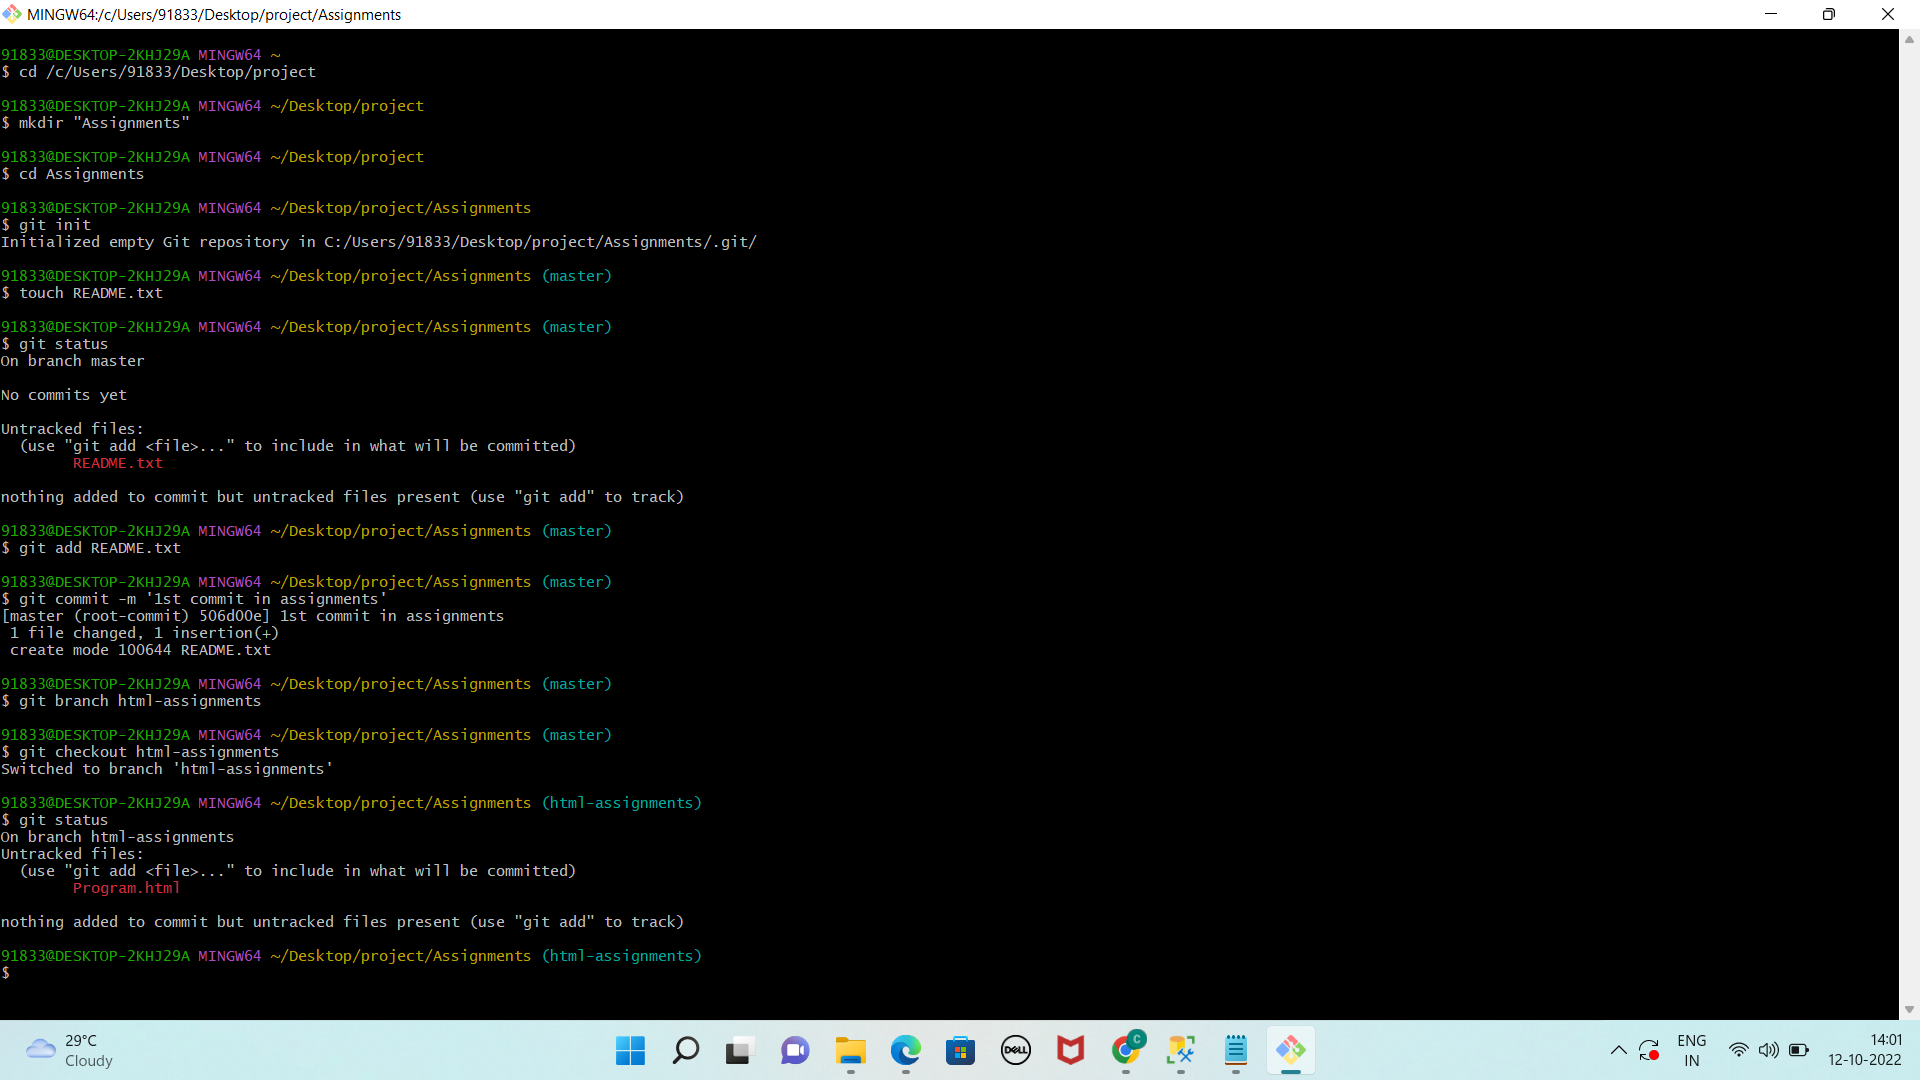 MINGW64:/c/Users/91833/Desktop/project/Assignments
91833@DESKTOP-2KHJ29A MINGW64 ~
$ cd /c/Users/91833/Desktop/project
91833@DESKTOP-2KHJ29A MINGW64 ~/Desktop/project
$ mkdir "Assignments"
91833@DESKTOP-2KHJ29A MINGW64 ~/Desktop/project
$ cd Assignments
91833@DESKTOP-2KHJ29A MINGW64 ~/Desktop/project/Assignments
$ git init
Initialized empty Git repository in C:/Users/91833/Desktop/project/Assignments/.git/
91833@DESKTOP-2KHJ29A MINGW64 ~/Desktop/project/Assignments (master)
$ touch README.txt
91833@DESKTOP-2KHJ29A MINGW64 ~/Desktop/project/Assignments (master)
$ git status
On branch master
No commits yet
Untracked files:
  (use "git add <file>..." to include in what will be committed)
        README.txt
nothing added to commit but untracked files present (use "git add" to track)
91833@DESKTOP-2KHJ29A MINGW64 ~/Desktop/project/Assignments (master)
$ git add README.txt
91833@DESKTOP-2KHJ29A MINGW64 ~/Desktop/project/Assignments (master)
$ git commit -m '1st commit in assignments'
[master (root-commit) 506d00e] 1st commit in assignments
 1 file changed, 1 insertion(+)
 create mode 100644 README.txt
91833@DESKTOP-2KHJ29A MINGW64 ~/Desktop/project/Assignments (master)
$ git branch html-assignments
91833@DESKTOP-2KHJ29A MINGW64 ~/Desktop/project/Assignments (master)
$ git checkout html-assignments
Switched to branch 'html-assignments'
91833@DESKTOP-2KHJ29A MINGW64 ~/Desktop/project/Assignments (html-assignments)
$ git status
On branch html-assignments
Untracked files:
  (use "git add <file>..." to include in what will be committed)
        Program.html
nothing added to commit but untracked files present (use "git add" to track)
91833@DESKTOP-2KHJ29A MINGW64 ~/Desktop/project/Assignments (html-assignments)
$
29°C
Cloudy
DELL
C
ENG
IN
14:01
12-10-2022